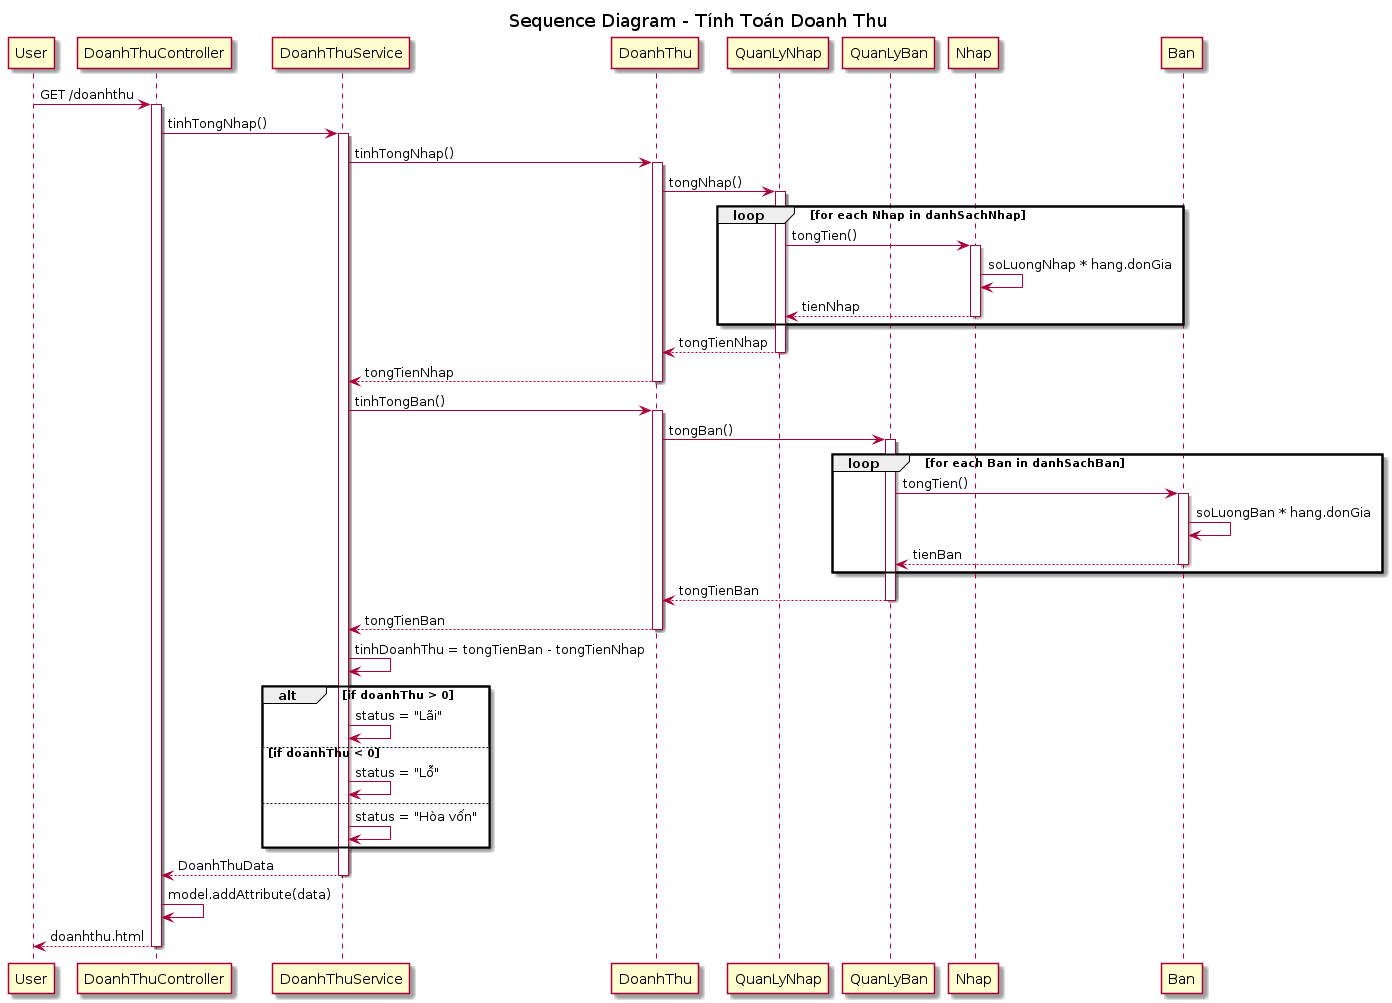 Sequence Diagram - Tính Toán Doanh Thu
User DoanhThuController DoanhThuService DoanhThu QuanLyNhap QuanLyBan Nhap Ban
GET /doanhthu
tinhTongNhap()
tinhTongNhap()
tongNhap()
loop [for each Nhap in danhSachNhap]
tongTien()
soLuongNhap * hang.donGia
tienNhap
tongTienNhap
tongTienNhap
tinhTongBan()
tongBan()
loop [for each Ban in danhSachBan]
tongTien()
soLuongBan * hang.donGia
tienBan
tongTienBan
tongTienBan
tinhDoanhThu = tongTienBan - tongTienNhap
alt [if doanhThu > 0]
status = "Lãi"
[if doanhThu < 0]
status = "Lỗ"
status = "Hòa vốn"
DoanhThuData
model.addAttribute(data)
doanhthu.html
User DoanhThuController DoanhThuService DoanhThu QuanLyNhap QuanLyBan Nhap Ban